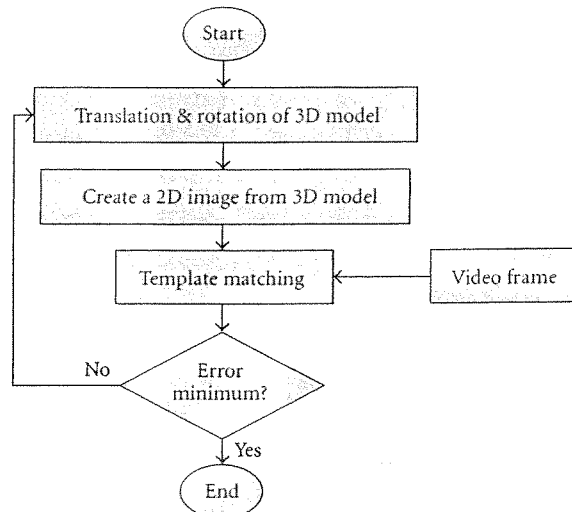 Start
Translation & rotation of 3D model
Create a 2D image from 3D model
Template matching
Video frame
No
Error
minimum?
Yes
End